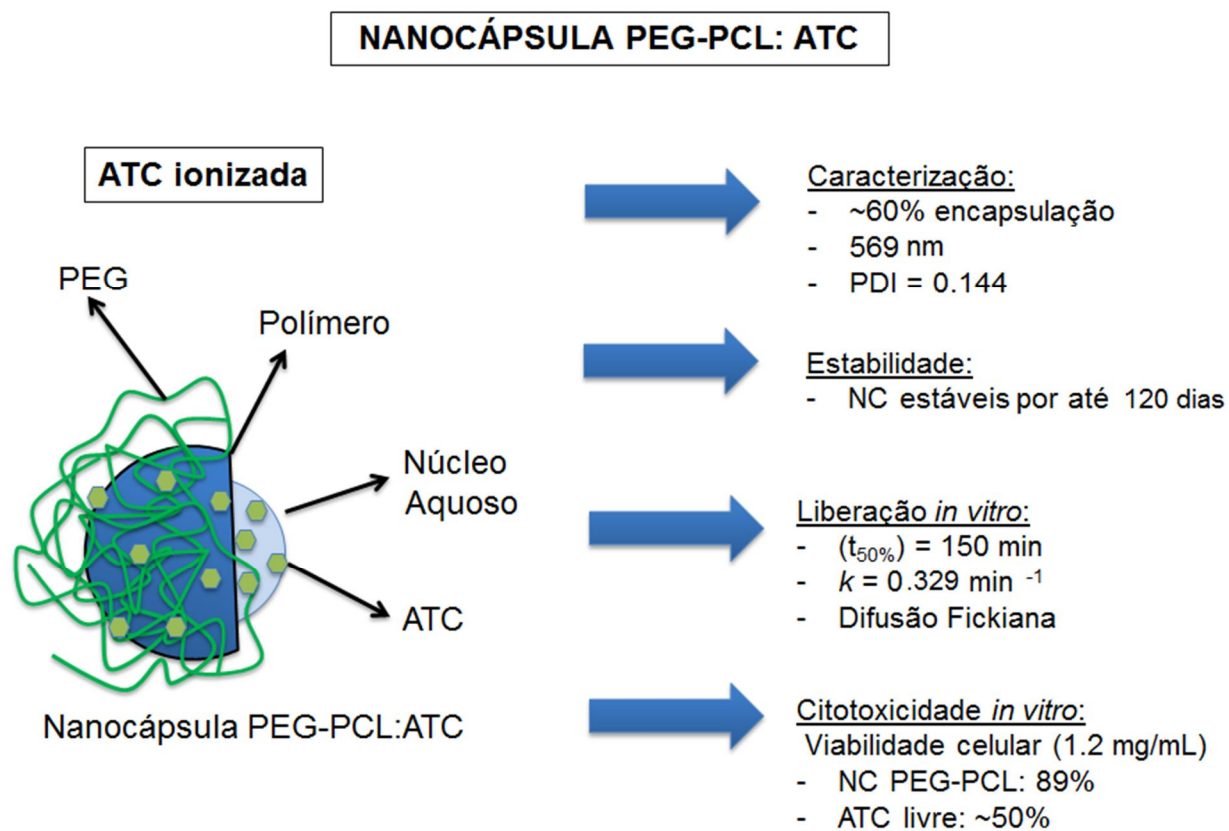 NANOCÁPSULA PEG-PCL: ATC
ATC ionizada
PEG
Polímero
Núcleo
Aquoso
ATC
Nanocápsula PEG-PCL:ATC
Caracterização:
- ~60% encapsulação
- 569 nm
- PDI = 0.144
Estabilidade:
- NC estáveis por até 120 dias
Liberação in vitro:
- (t50%) = 150 min
- k = 0.329 min -1
- Difusão Fickiana
Citotoxicidade in vitro:
Viabilidade celular (1.2 mg/mL)
- NC PEG-PCL: 89%
- ATC livre: ~50%